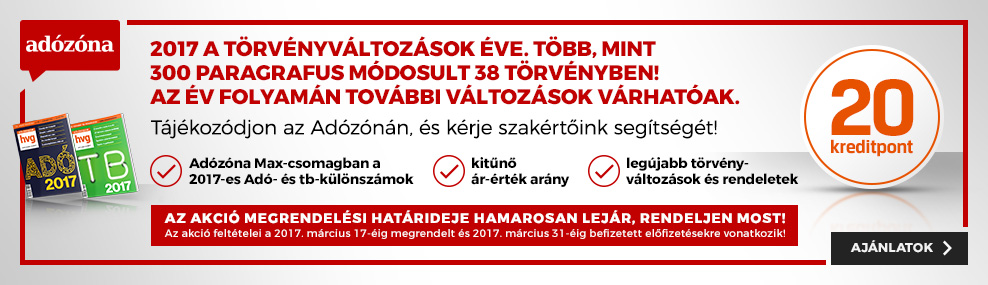 adózóna
2017 A TÖRVÉNYVÁLTOZÁSOK ÉVE. TÖBB, MINT
300 PARAGRAFUS MÓDOSULT 38 TÖRVÉNYBEN!
AZ ÉV FOLYAMÁN TOVÁBBI VÁLTOZÁSOK VÁRHATÓAK.
Tájékozódjon az Adózónán, és kérje szakértőink segítségét!
hvg
ADÓ
2017
hvg
TB
2017
Adózóna Max-csomagban a
2017-es Adó- és tb-különszámok
kitűnő
ár-érték arány
legújabb törvény-
változások és rendeletek
20
kreditpont
AZ AKCIÓ MEGRENDELÉSI HATÁRIDEJE HAMAROSAN LEJÁR, RENDELJEN MOST!
Az akció feltételei a 2017. március 17-éig megrendelt és 2017. március 31-éig befizetett előfizetésekre vonatkozik!
AJÁNLATOK